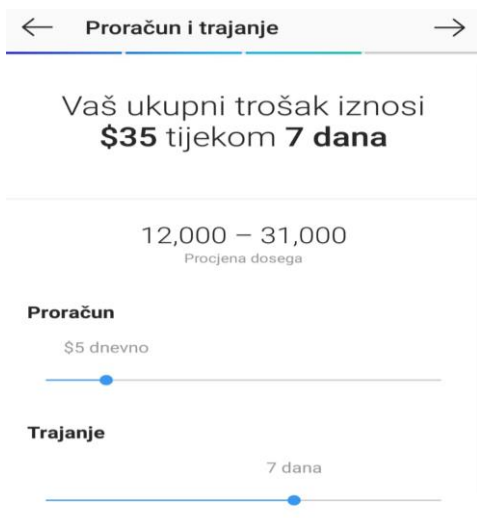 Proračun i trajanje
Vaš ukupni trošak iznosi
$35 tijekom 7 dana
12,000 – 31,000
Procjena dosega
Proračun
$5 dnevno
Trajanje
7 dana